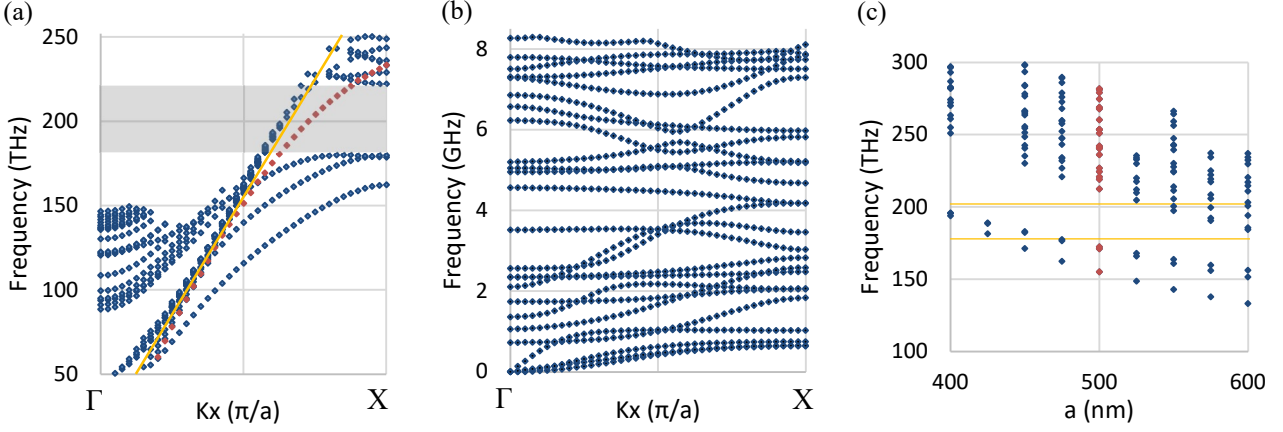 (a)
Frequency (THz)
250
200
150
100
50
Γ
Kx (π/a)
X
(b)
Frequency (GHz)
8
6
4
2
0
Γ
Kx (π/a)
X
(c)
Frequency (THz)
300
250
200
150
100
400
500
600
a (nm)